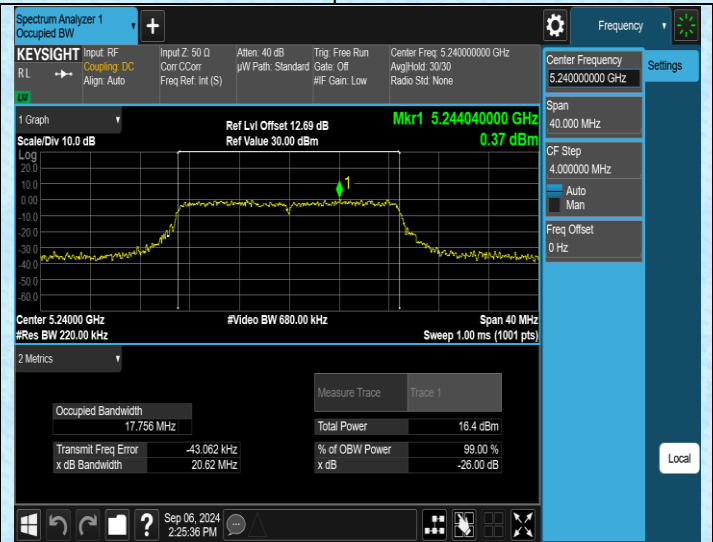 Spectrum Analyzer 1
Occupied BW
+
Frequency
KEYSIGHT
RL
LXI
Input: RF
Coupling: DC
Align: Auto
Input Z: 50 Ω
Corr CCorr
Freq Ref: Int (S)
Atten: 40 dB
µW Path: Standard
Trig: Free Run
Gate: Off
#IF Gain: Low
Center Freq: 5.240000000 GHz
Avg|Hold: 30/30
Radio Std: None
Center Frequency
5.240000000 GHz
Settings
Span
40.000 MHz
CF Step
4.000000 MHz
Auto
Man
Freq Offset
0 Hz
1 Graph
Scale/Div 10.0 dB
Ref Lvl Offset 12.69 dB
Ref Value 30.00 dBm
Mkr1 5.244040000 GHz
0.37 dBm
Log
20.0
10.0
0.00
-10.0
-20.0
-30.0
-40.0
-50.0
-60.0
1
Center 5.24000 GHz
#Res BW 220.00 kHz
#Video BW 680.00 kHz
Span 40 MHz
Sweep 1.00 ms (1001 pts)
2 Metrics
Measure Trace Trace 1
Occupied Bandwidth
17.756 MHz
Total Power 16.4 dBm
Transmit Freq Error -43.062 kHz
% of OBW Power 99.00 %
x dB Bandwidth 20.62 MHz
x dB -26.00 dB
Local
?
Sep 06, 2024
2:25:36 PM